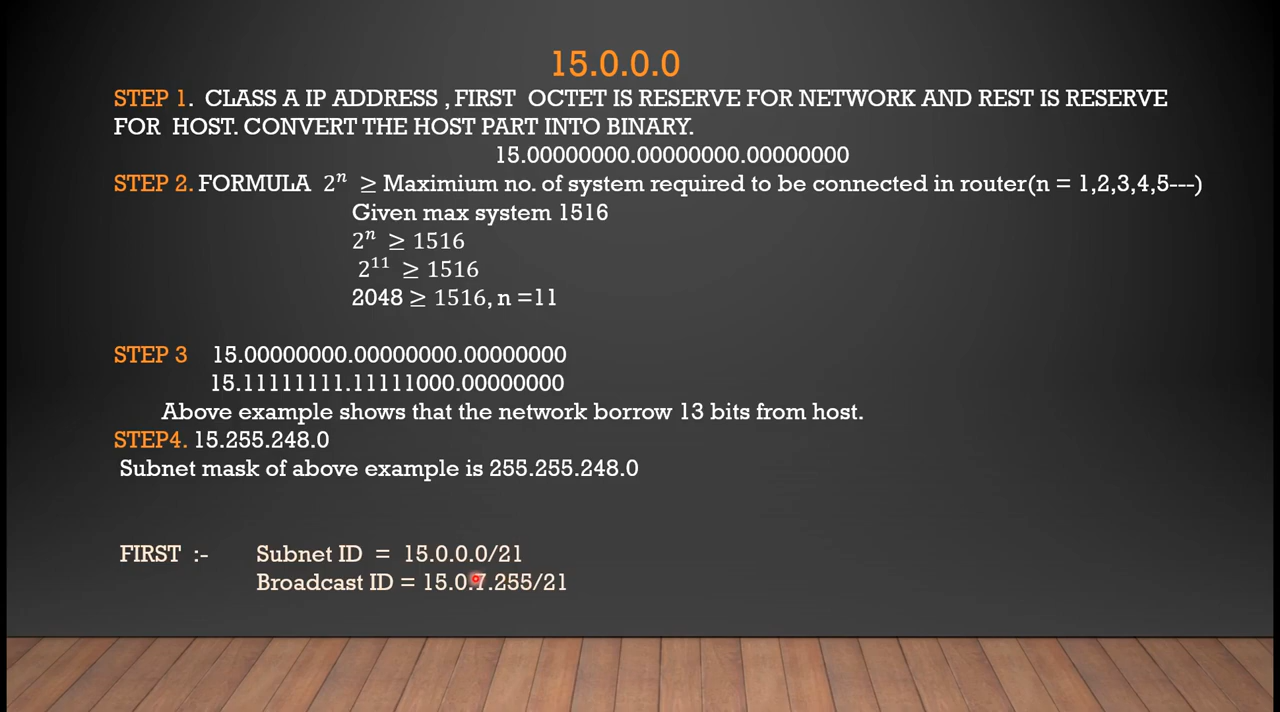 15.0.0.0
STEP 1. CLASS A IP ADDRESS , FIRST OCTET IS RESERVE FOR NETWORK AND REST IS RESERVE
FOR HOST. CONVERT THE HOST PART INTO BINARY.
15.00000000.00000000.00000000
STEP 2. FORMULA 2ⁿ ≥ Maximium no. of system required to be connected in router(n = 1,2,3,4,5---)
Given max system 1516
2ⁿ ≥ 1516
2¹¹ ≥ 1516
2048 ≥ 1516, n =11
STEP 3 15.00000000.00000000.00000000
15.11111111.11111000.00000000
Above example shows that the network borrow 13 bits from host.
STEP4. 15.255.248.0
Subnet mask of above example is 255.255.248.0
FIRST :- Subnet ID = 15.0.0.0/21
Broadcast ID = 15.0.7.255/21